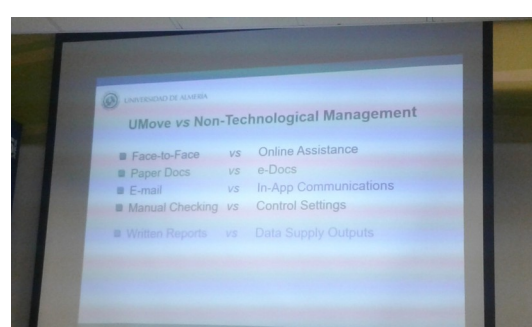 UNIVERSIDAD DE ALMERÍA
UMove vs Non-Technological Management
Face-to-Face vs Online Assistance
Paper Docs vs e-Docs
E-mail vs In-App Communications
Manual Checking vs Control Settings
Written Reports vs Data Supply Outputs